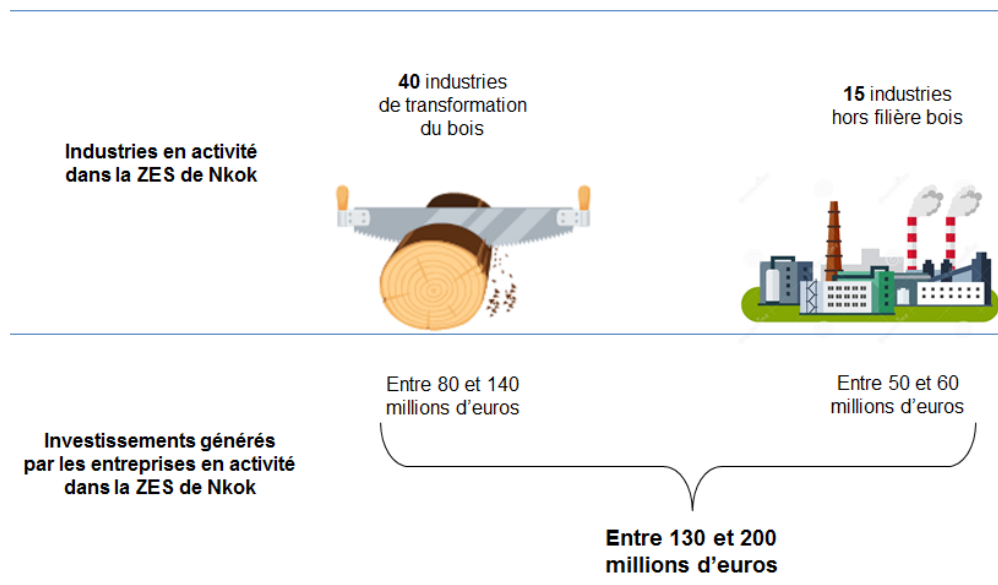 40 industries
de transformation
du bois
15 industries
hors filière bois
Industries en activité
dans la ZES de Nkok
Entre 80 et 140
millions d’euros
Entre 50 et 60
millions d’euros
Investissements générés
par les entreprises en activité
dans la ZES de Nkok
Entre 130 et 200
millions d’euros